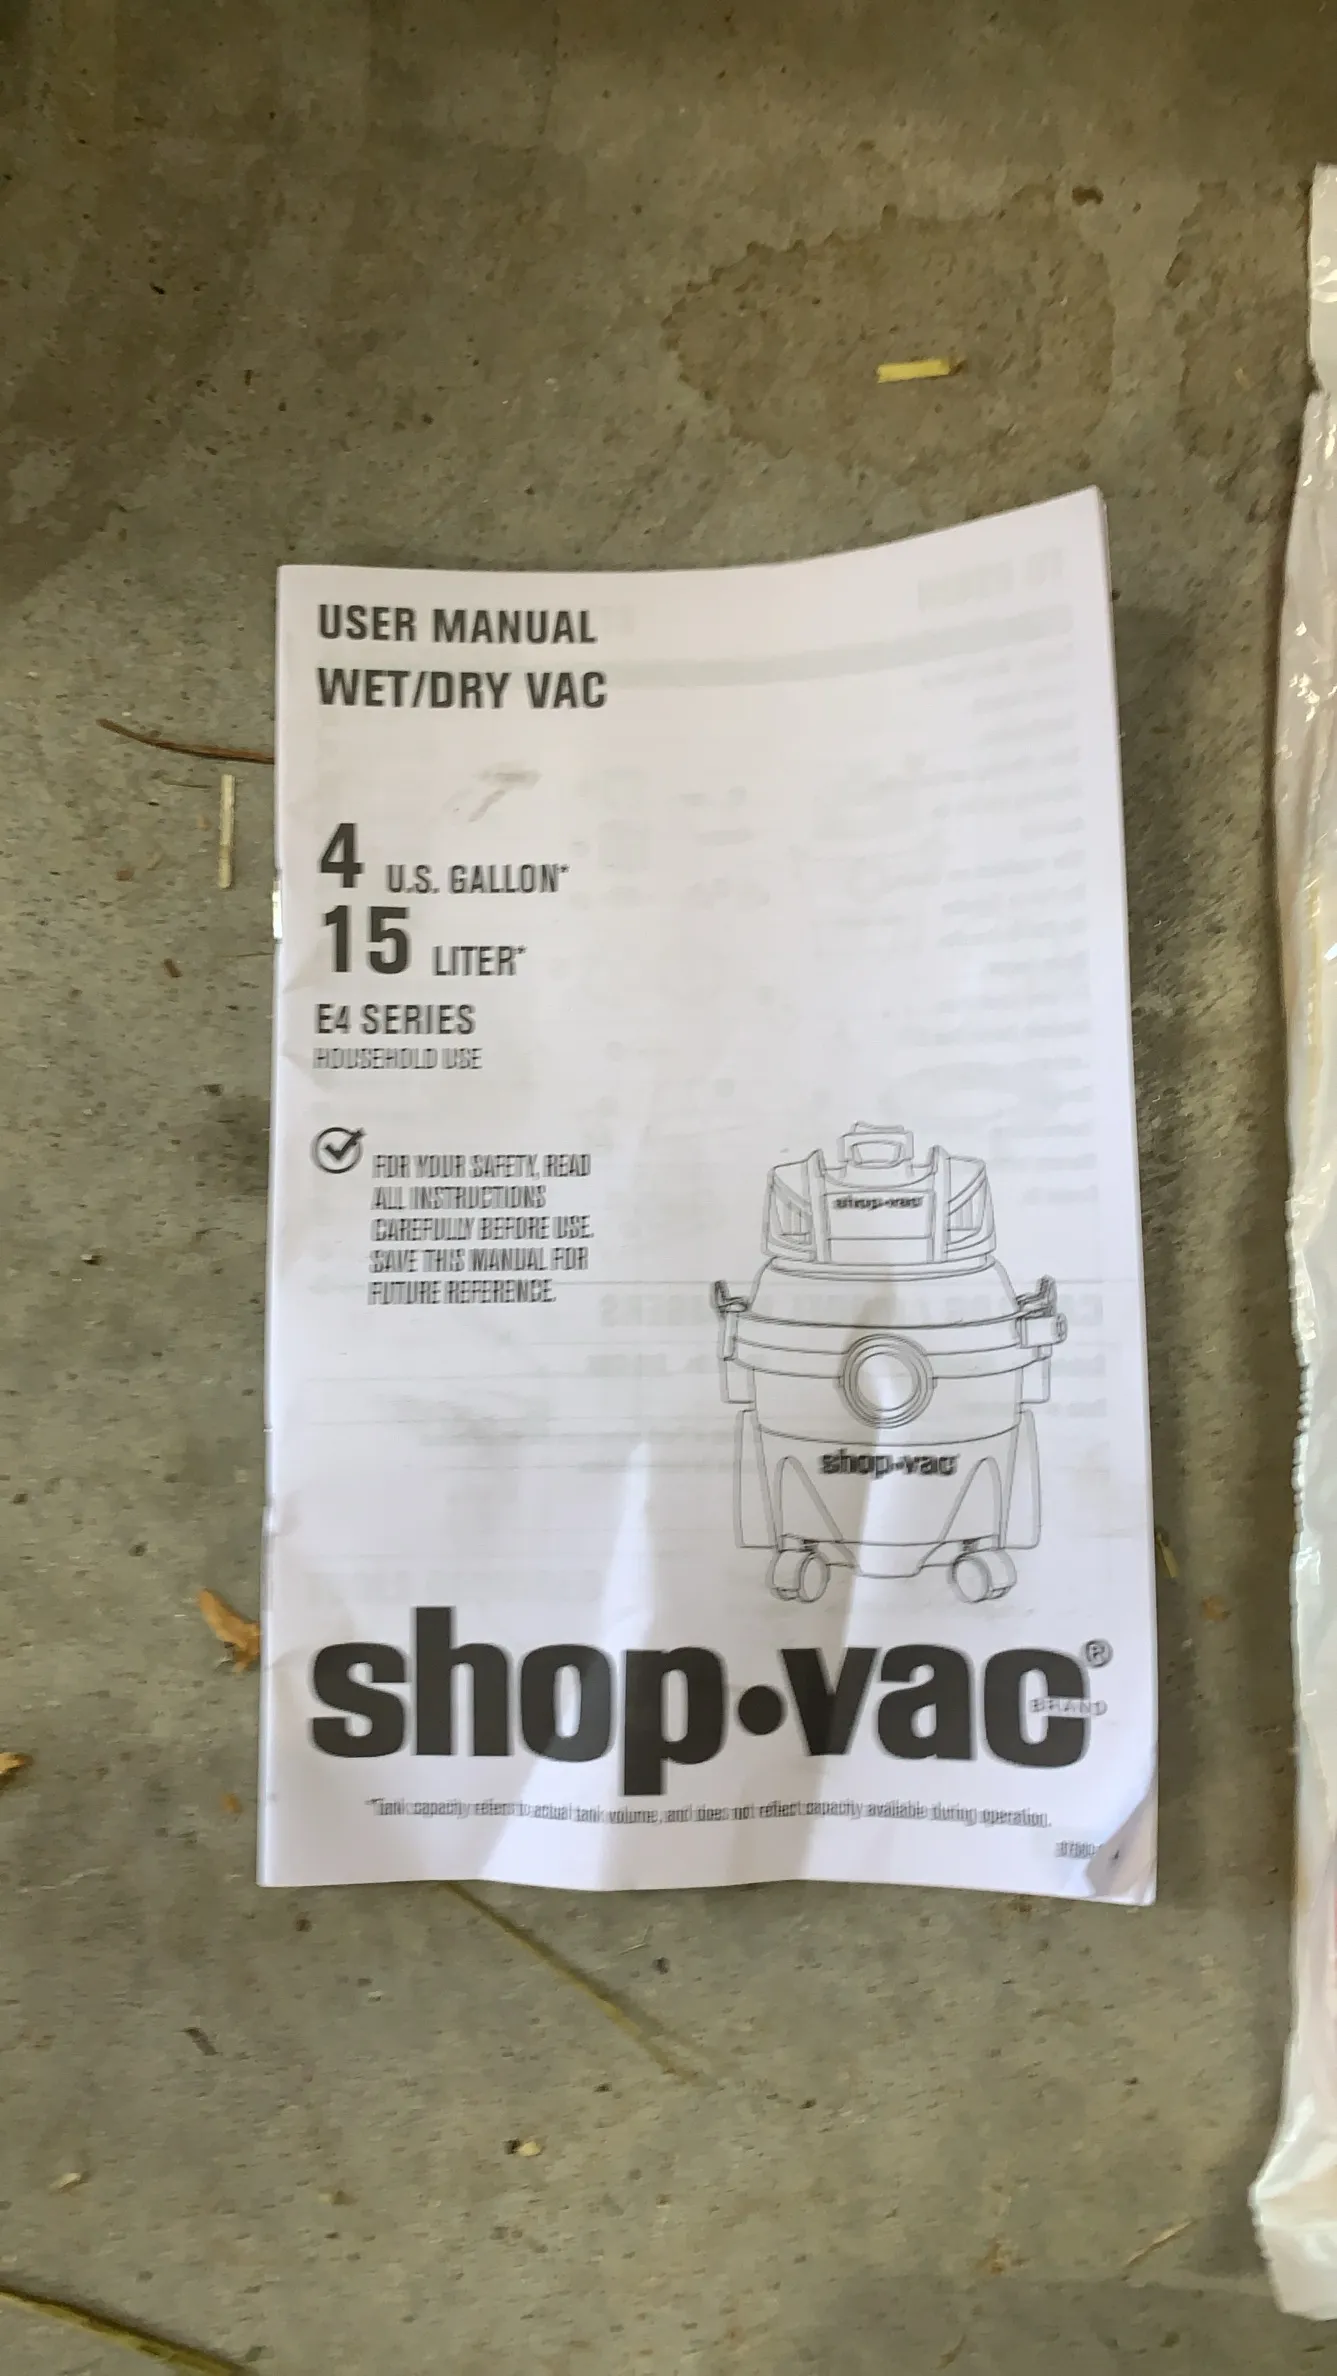 USER MANUAL
WET/DRY VAC
4 U.S. GALLON*
15 LITER*
E4 SERIES
HOUSEHOLD USE
FOR YOUR SAFETY, READ
ALL INSTRUCTIONS
CAREFULLY BEFORE USE.
SAVE THIS MANUAL FOR
FUTURE REFERENCE.
shop•vac
shop•vac
shop•vac®
BRAND
*Tank capacity refers to actual tank volume, and does not reflect capacity available during operation.